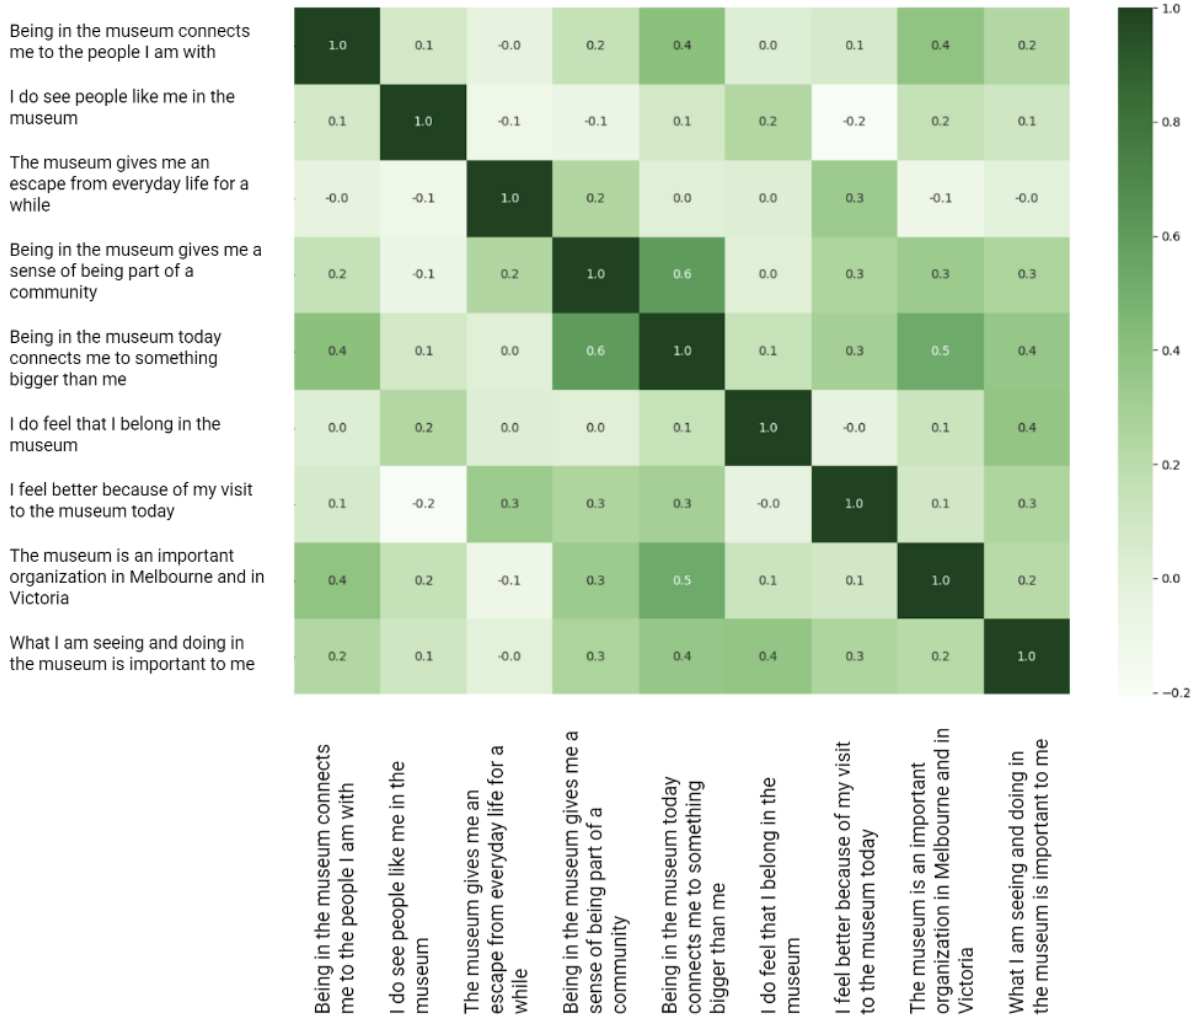 Being in the museum connects
me to the people I am with
1.0 0.1 -0.0 0.2 0.4 0.0 0.1 0.4 0.2
I do see people like me in the
museum
0.1 1.0 -0.1 -0.1 0.1 0.2 -0.2 0.2 0.1
The museum gives me an
escape from everyday life for a
while
-0.0 -0.1 1.0 0.2 0.0 0.0 0.3 -0.1 -0.0
Being in the museum gives me a
sense of being part of a
community
0.2 -0.1 0.2 1.0 0.6 0.0 0.3 0.3 0.3
Being in the museum today
connects me to something
bigger than me
0.4 0.1 0.0 0.6 1.0 0.1 0.3 0.5 0.4
I do feel that I belong in the
museum
0.0 0.2 0.0 0.0 0.1 1.0 -0.0 0.1 0.4
I feel better because of my visit
to the museum today
0.1 -0.2 0.3 0.3 0.3 -0.0 1.0 0.1 0.3
The museum is an important
organization in Melbourne and in
Victoria
0.4 0.2 -0.1 0.3 0.5 0.1 0.1 1.0 0.2
What I am seeing and doing in
the museum is important to me
0.2 0.1 -0.0 0.3 0.4 0.4 0.3 0.2 1.0
1.0
0.8
0.6
0.4
0.2
0.0
-0.2
Being in the museum connects
me to the people I am with
I do see people like me in the
museum
The museum gives me an
escape from everyday life for a
while
Being in the museum gives me a
sense of being part of a
community
Being in the museum today
connects me to something
bigger than me
I do feel that I belong in the
museum
I feel better because of my visit
to the museum today
The museum is an important
organization in Melbourne and in
Victoria
What I am seeing and doing in
the museum is important to me